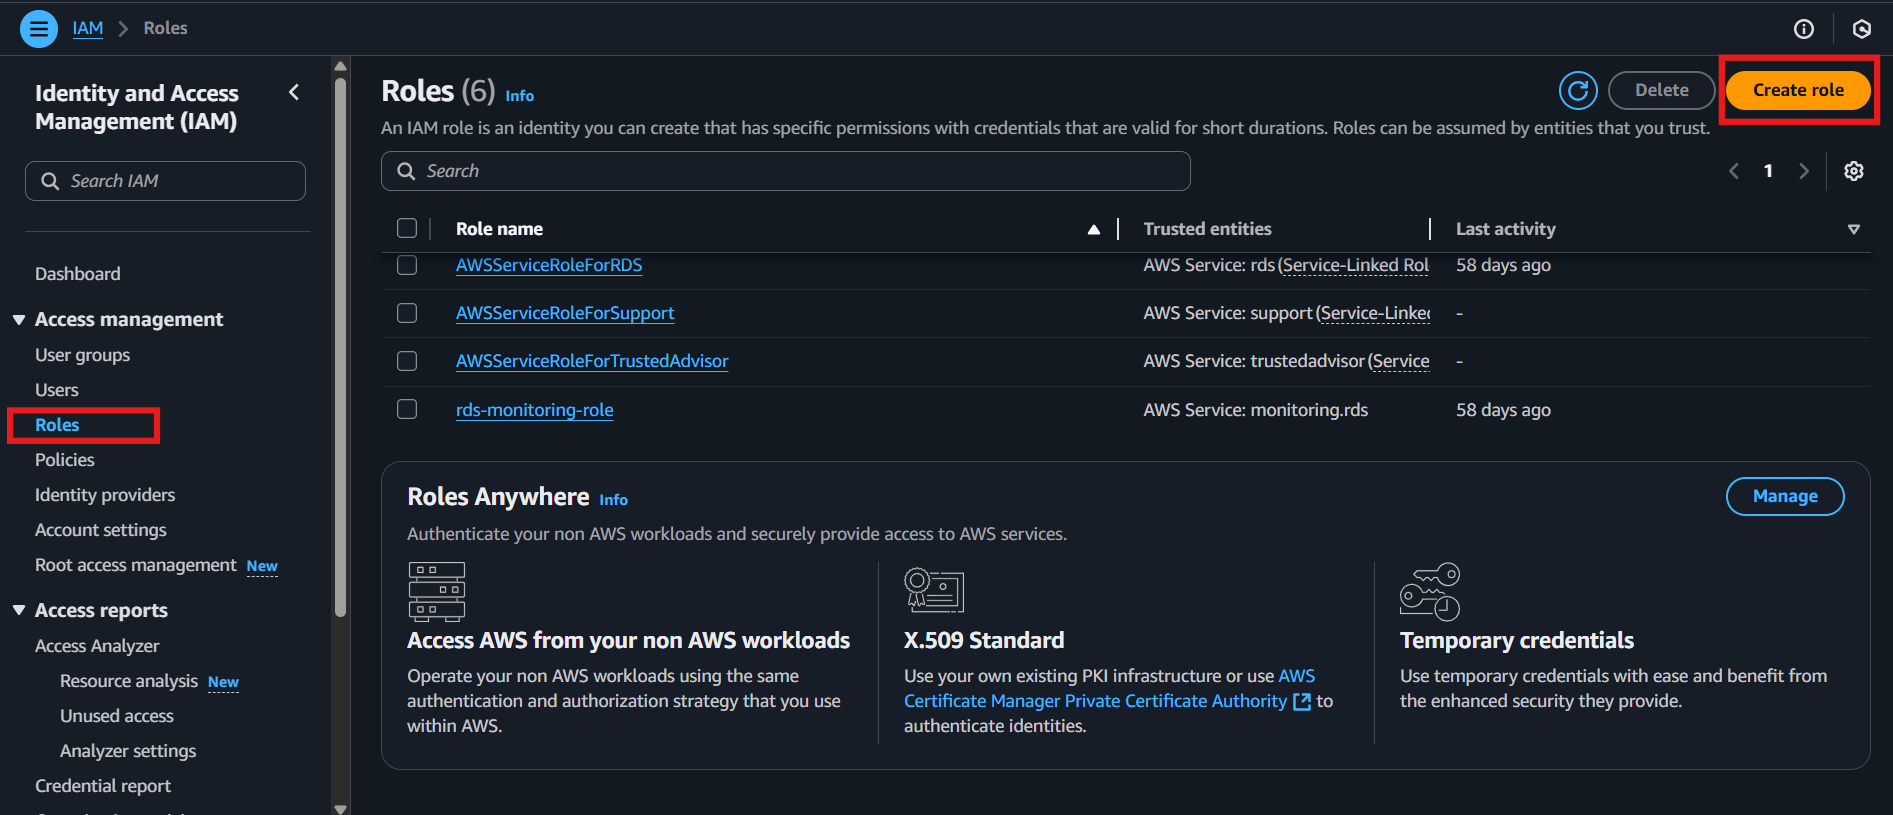 IAM > Roles
Identity and Access
Management (IAM)
Search IAM
Dashboard
Access management
User groups
Users
Roles
Policies
Identity providers
Account settings
Root access management New
Access reports
Access Analyzer
Resource analysis New
Unused access
Analyzer settings
Credential report
Roles (6) Info
Delete
Create role
An IAM role is an identity you can create that has specific permissions with credentials that are valid for short durations. Roles can be assumed by entities that you trust.
Search
1
Role name Trusted entities Last activity
AWSServiceRoleForRDS AWS Service: rds (Service-Linked Rol 58 days ago
AWSServiceRoleForSupport AWS Service: support (Service-Linked -
AWSServiceRoleForTrustedAdvisor AWS Service: trustedadvisor (Service -
rds-monitoring-role AWS Service: monitoring.rds 58 days ago
Roles Anywhere Info
Manage
Authenticate your non AWS workloads and securely provide access to AWS services.
Access AWS from your non AWS workloads
Operate your non AWS workloads using the same
authentication and authorization strategy that you use
within AWS.
X.509 Standard
Use your own existing PKI infrastructure or use AWS
Certificate Manager Private Certificate Authority to
authenticate identities.
Temporary credentials
Use temporary credentials with ease and benefit from
the enhanced security they provide.